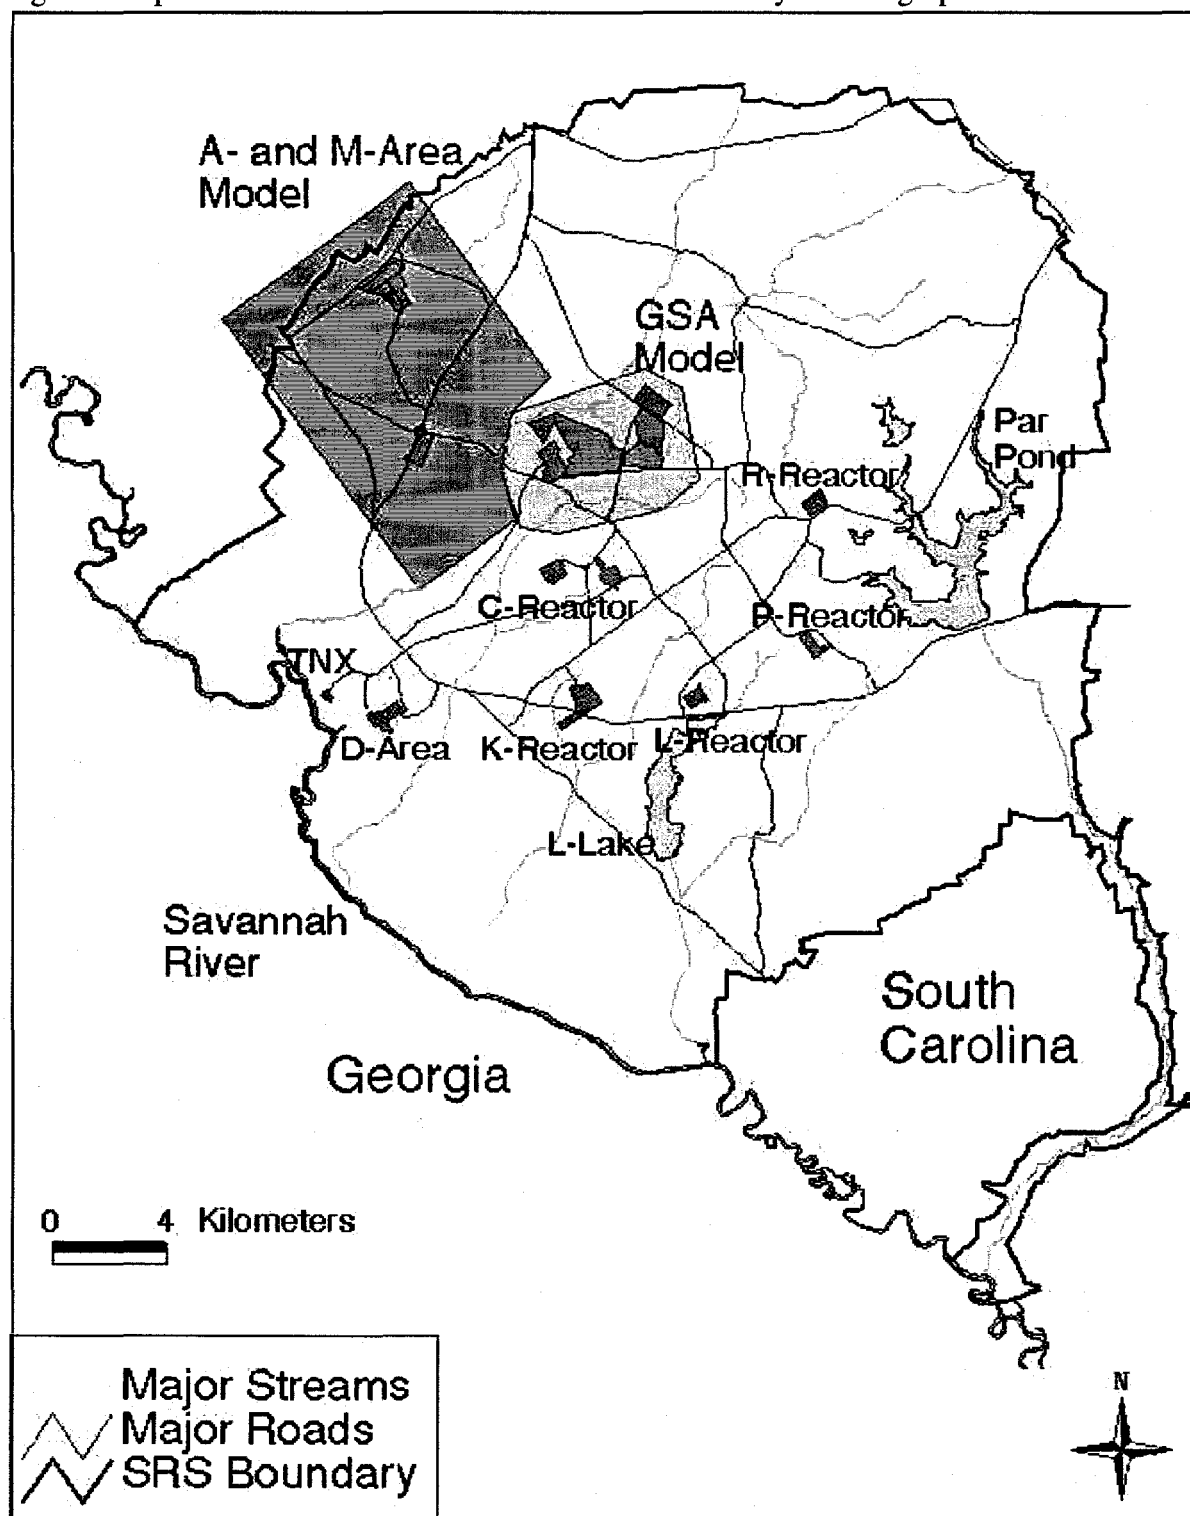 A- and M-Area
Model
GSA
Model
Par
Pond
R-Reactor
C-Reactor
P-Reactor
TNX
D-Area
K-Reactor
L-Reactor
L-Lake
Savannah
River
South
Carolina
Georgia
0 4 Kilometers
Major Streams
Major Roads
SRS Boundary
N